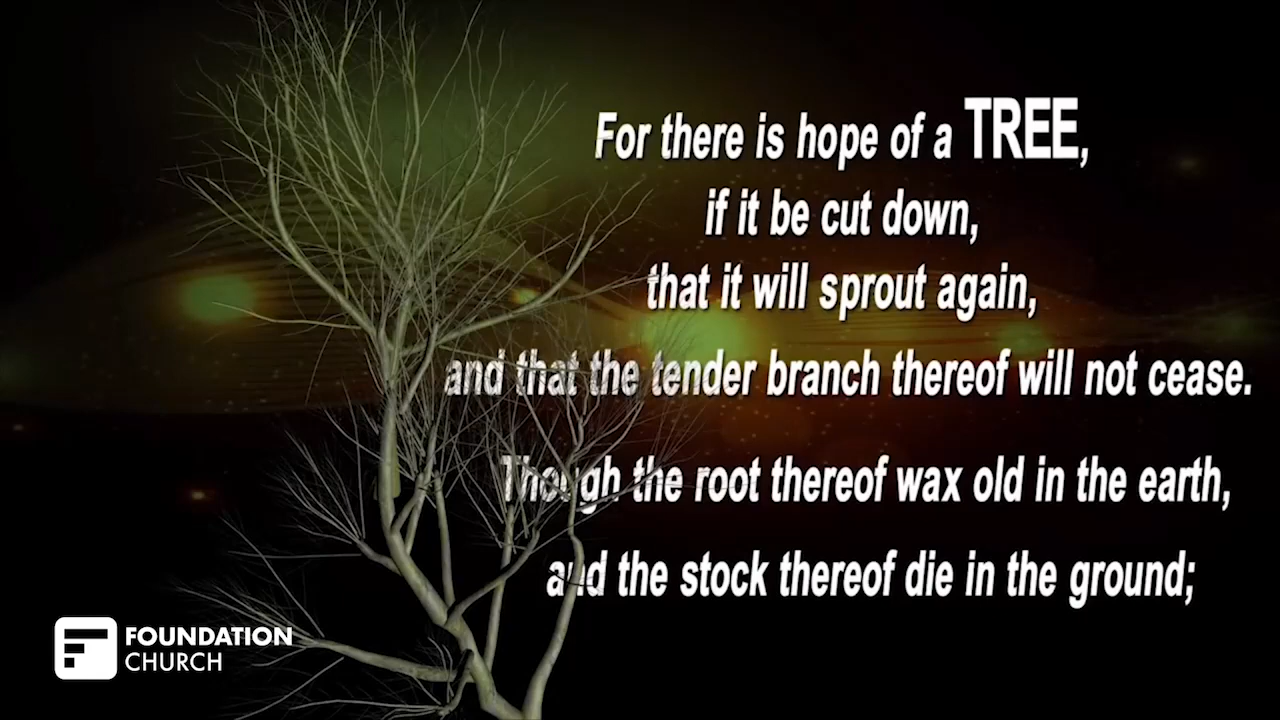 For there is hope of a TREE,
if it be cut down,
that it will sprout again,
and that the tender branch thereof will not cease.
Though the root thereof wax old in the earth,
and the stock thereof die in the ground;
FOUNDATION
CHURCH